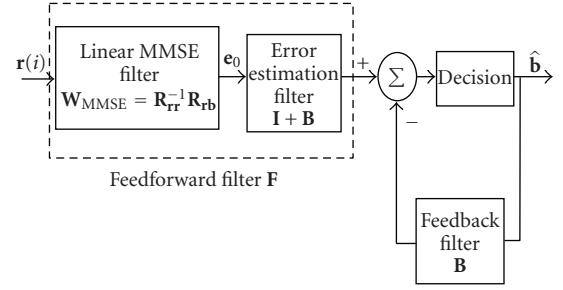 r(i)
Linear MMSE
filter
W_MMSE = R_rr^{-1} R_rb
e_0
Error
estimation
filter
I + B
+
Σ
−
Decision
b̂
Feedforward filter F
Feedback
filter
B